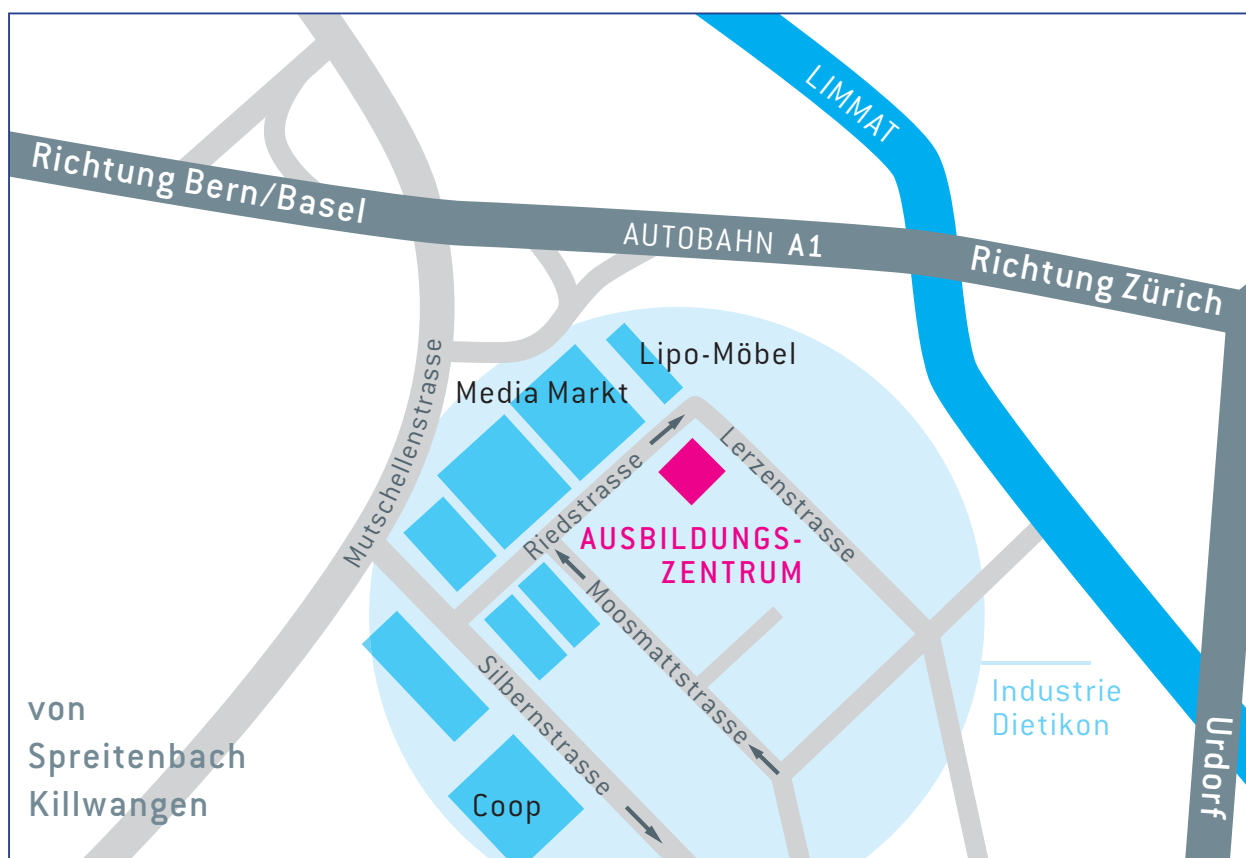 LIMMAT
Richtung Bern/Basel
AUTOBAHN A1
Richtung Zürich
Lipo-Möbel
Media Markt
Mutschellenstrasse
Riedstrasse
Lerzenstrasse
AUSBILDUNGS-
ZENTRUM
Moosmattstrasse
Silbernstrasse
Industrie
Dietikon
von
Spreitenbach
Killwangen
Urdorf
Coop